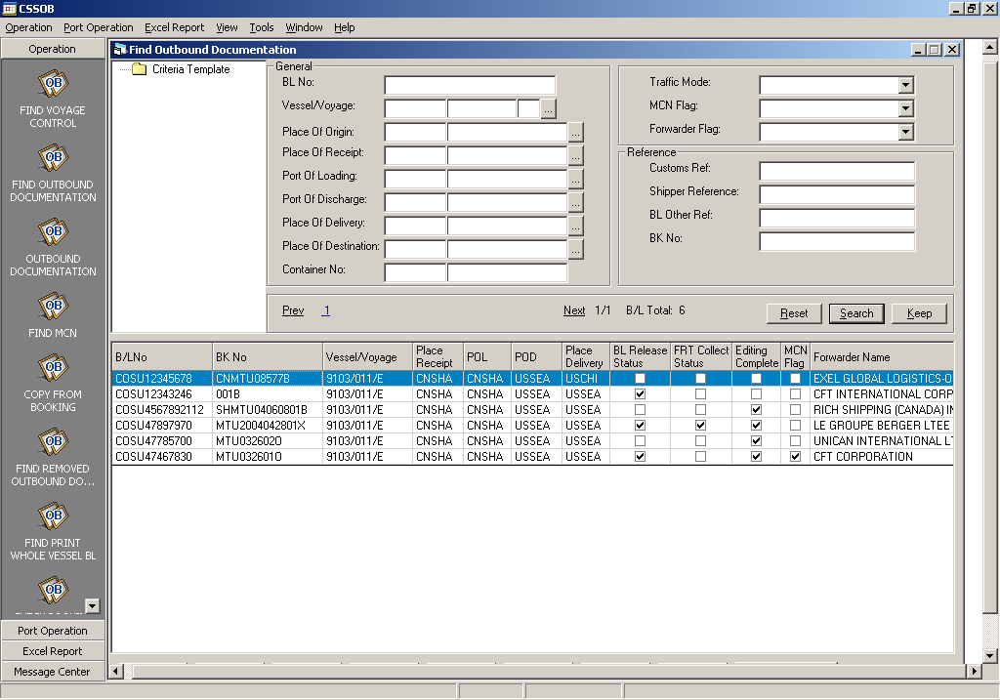 CSSOB
Operation Port Operation Excel Report View Tools Window Help
Operation
FIND VOYAGE
CONTROL
FIND OUTBOUND
DOCUMENTATION
OUTBOUND
DOCUMENTATION
FIND MCN
COPY FROM
BOOKING
FIND REMOVED
OUTBOUND DO...
FIND PRINT
WHOLE VESSEL BL
Port Operation
Excel Report
Message Center
Find Outbound Documentation
Criteria Template
General
BL No:
Vessel/Voyage: ...
Place Of Origin: ...
Place Of Receipt: ...
Port Of Loading: ...
Port Of Discharge: ...
Place Of Delivery: ...
Place Of Destination: ...
Container No:
Traffic Mode:
MCN Flag:
Forwarder Flag:
Reference
Customs Ref:
Shipper Reference:
BL Other Ref:
BK No:
Prev 1 Next 1/1 B/L Total: 6 Reset Search Keep
B/LNo BK No Vessel/Voyage Place Receipt POL POD Place Delivery BL Release Status FRT Collect Status Editing Complete MCN Flag Forwarder Name
COSU12345678 CNMTU08577B 9103/011/E CNSHA CNSHA USSEA USCHI EXEL GLOBAL LOGISTICS-O
COSU12343246 001B 9103/011/E CNSHA CNSHA USSEA USSEA CFT INTERNATIONAL CORP
COSU4567892112 SHMTU04060801B 9103/011/E CNSHA CNSHA USSEA USSEA RICH SHIPPING (CANADA) IN
COSU47897970 MTU2004042801X 9103/011/E CNSHA CNSHA USSEA USSEA LE GROUPE BERGER LTEE
COSU47785700 MTU032602O 9103/011/E CNSHA CNSHA USSEA USSEA UNICAN INTERNATIONAL LT
COSU47467830 MTU032601O 9103/011/E CNSHA CNSHA USSEA USSEA CFT CORPORATION